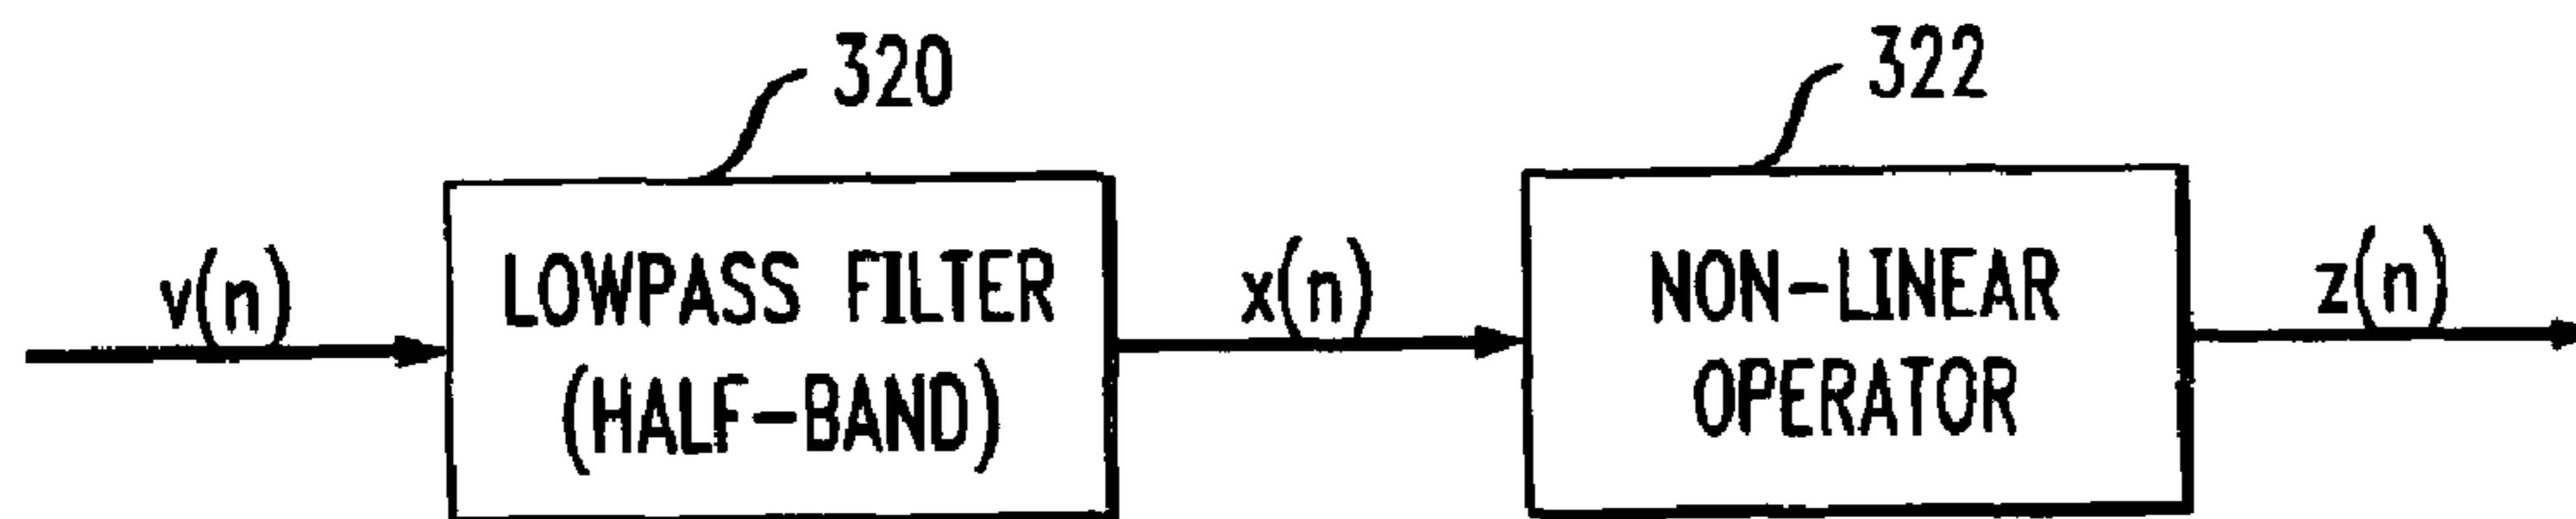 320
322
v(n)
LOWPASS FILTER
(HALF-BAND)
x(n)
NON-LINEAR
OPERATOR
z(n)